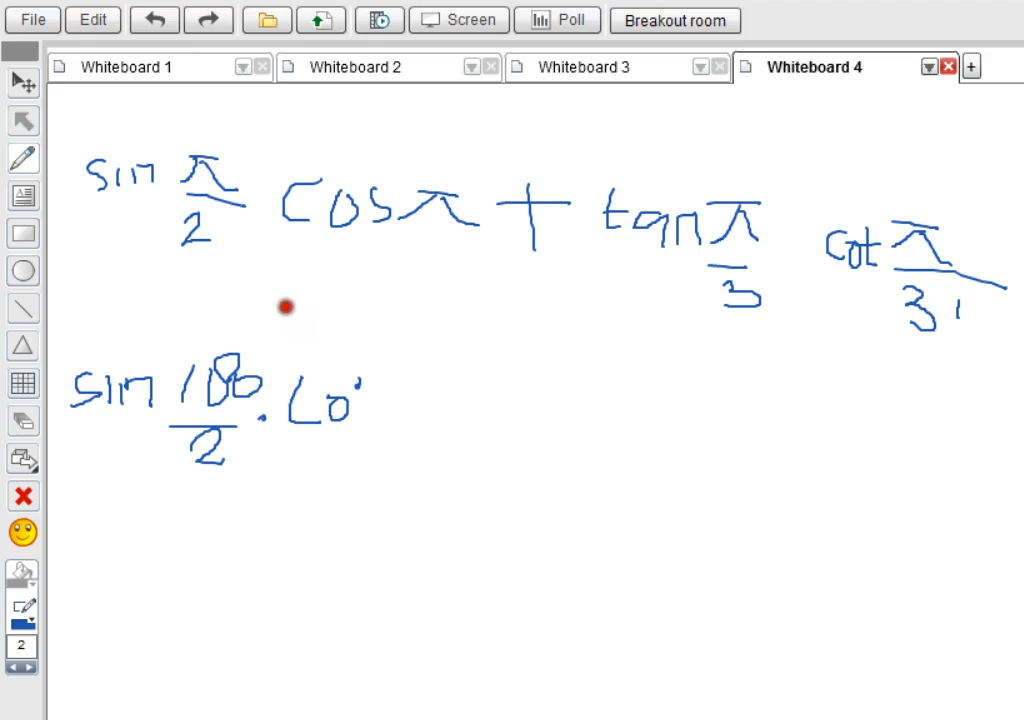 File Edit Screen Poll Breakout room
Whiteboard 1 Whiteboard 2 Whiteboard 3 Whiteboard 4 +
sin π/2 cos π + tan π/3 cot π/3
sin 180/2 . Co
2